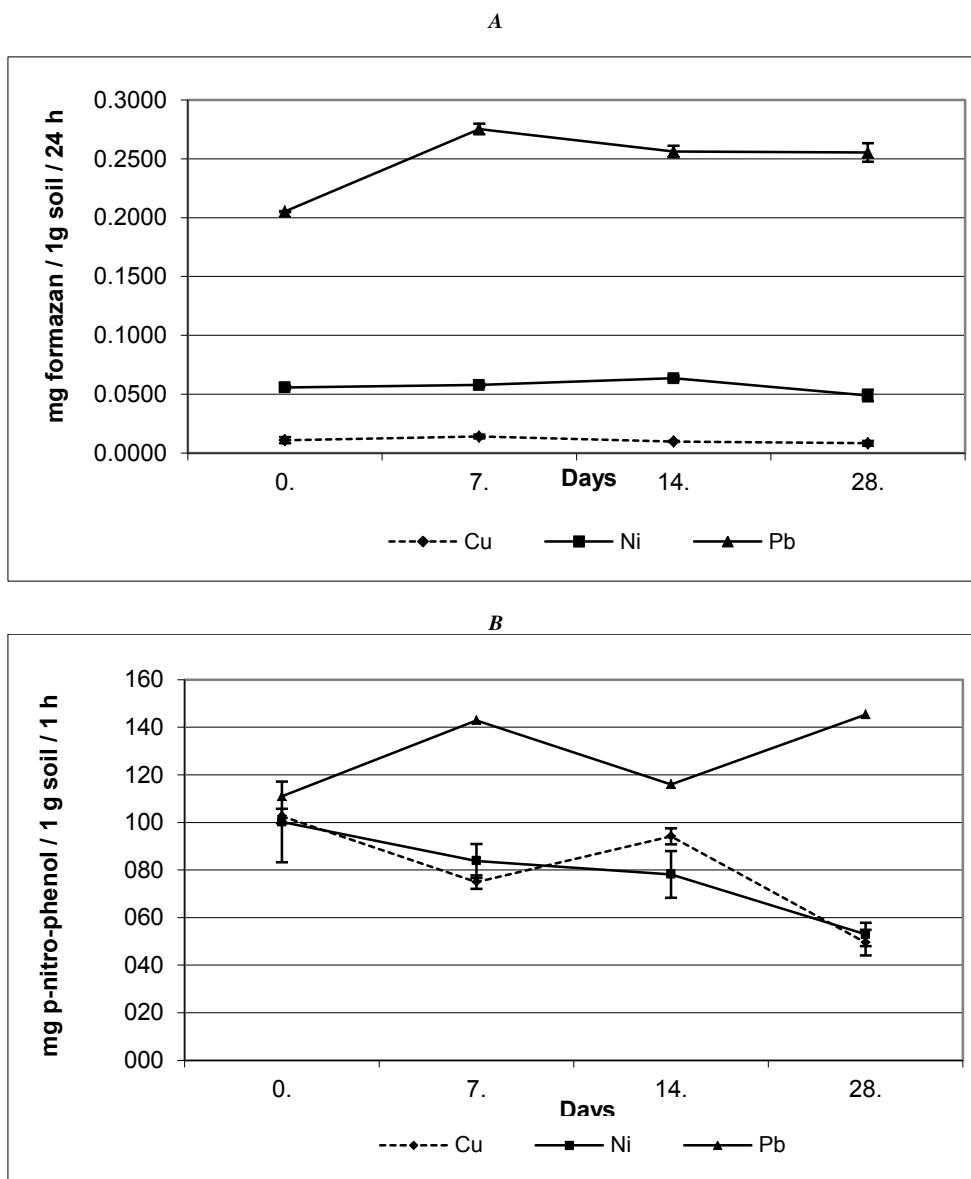 A
mg formazan / 1g soil / 24 h
0.3000
0.2500
0.2000
0.1500
0.1000
0.0500
0.0000
0. 7. 14. 28.
Days
Cu Ni Pb
B
mg p-nitro-phenol / 1 g soil / 1 h
160
140
120
100
080
060
040
020
000
0. 7. 14. 28.
Days
Cu Ni Pb